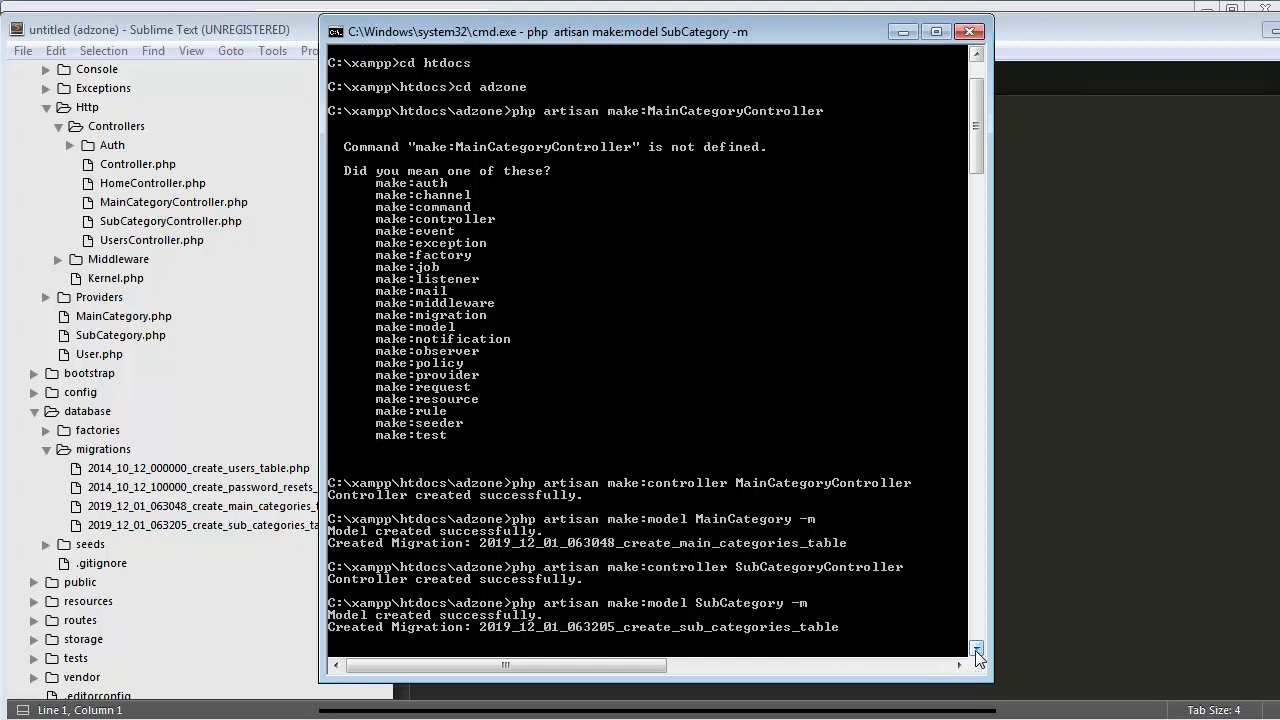 untitled (adzone) - Sublime Text (UNREGISTERED)
File Edit Selection Find View Goto Tools
Console
Exceptions
Http
Controllers
Auth
Controller.php
HomeController.php
MainCategoryController.php
SubCategoryController.php
UsersController.php
Middleware
Kernel.php
Providers
MainCategory.php
SubCategory.php
User.php
bootstrap
config
database
factories
migrations
2014_10_12_000000_create_users_table.php
2014_10_12_100000_create_password_resets_
2019_12_01_063048_create_main_categories_t
2019_12_01_063205_create_sub_categories_ta
seeds
.gitignore
public
resources
routes
storage
tests
vendor
.editorconfig
Line 1, Column 1
Tab Size: 4
C:\Windows\system32\cmd.exe - php  artisan make:model SubCategory -m
C:\xampp>cd htdocs
C:\xampp\htdocs>cd adzone
C:\xampp\htdocs\adzone>php artisan make:MainCategoryController
Command "make:MainCategoryController" is not defined.
Did you mean one of these?
make:auth
make:channel
make:command
make:controller
make:event
make:exception
make:factory
make:job
make:listener
make:mail
make:middleware
make:migration
make:model
make:notification
make:observer
make:policy
make:provider
make:request
make:resource
make:rule
make:seeder
make:test
C:\xampp\htdocs\adzone>php artisan make:controller MainCategoryController
Controller created successfully.
C:\xampp\htdocs\adzone>php artisan make:model MainCategory -m
Model created successfully.
Created Migration: 2019_12_01_063048_create_main_categories_table
C:\xampp\htdocs\adzone>php artisan make:controller SubCategoryController
Controller created successfully.
C:\xampp\htdocs\adzone>php artisan make:model SubCategory -m
Model created successfully.
Created Migration: 2019_12_01_063205_create_sub_categories_table